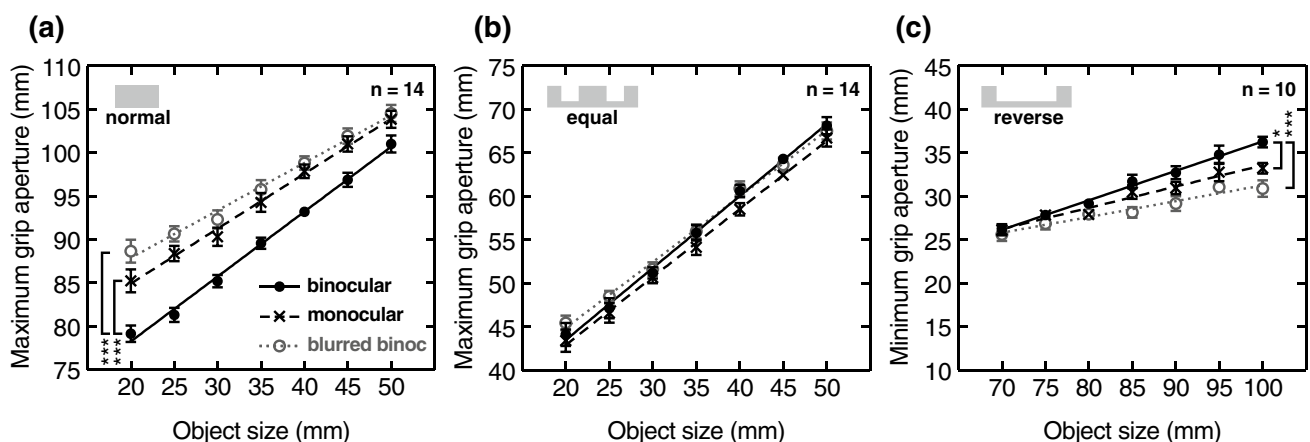 (a)
Maximum grip aperture (mm)
110
105
100
95
90
85
80
75
normal
n = 14
binocular
monocular
blurred binoc
***
***
20 25 30 35 40 45 50
Object size (mm)
(b)
Maximum grip aperture (mm)
75
70
65
60
55
50
45
40
equal
n = 14
20 25 30 35 40 45 50
Object size (mm)
(c)
Minimum grip aperture (mm)
45
40
35
30
25
20
15
10
reverse
n = 10
*
***
70 75 80 85 90 95 100
Object size (mm)